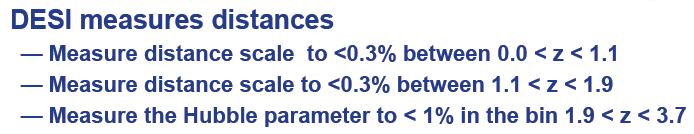 DESI measures distances
— Measure distance scale to <0.3% between 0.0 < z < 1.1
— Measure distance scale to <0.3% between 1.1 < z < 1.9
— Measure the Hubble parameter to < 1% in the bin 1.9 < z < 3.7